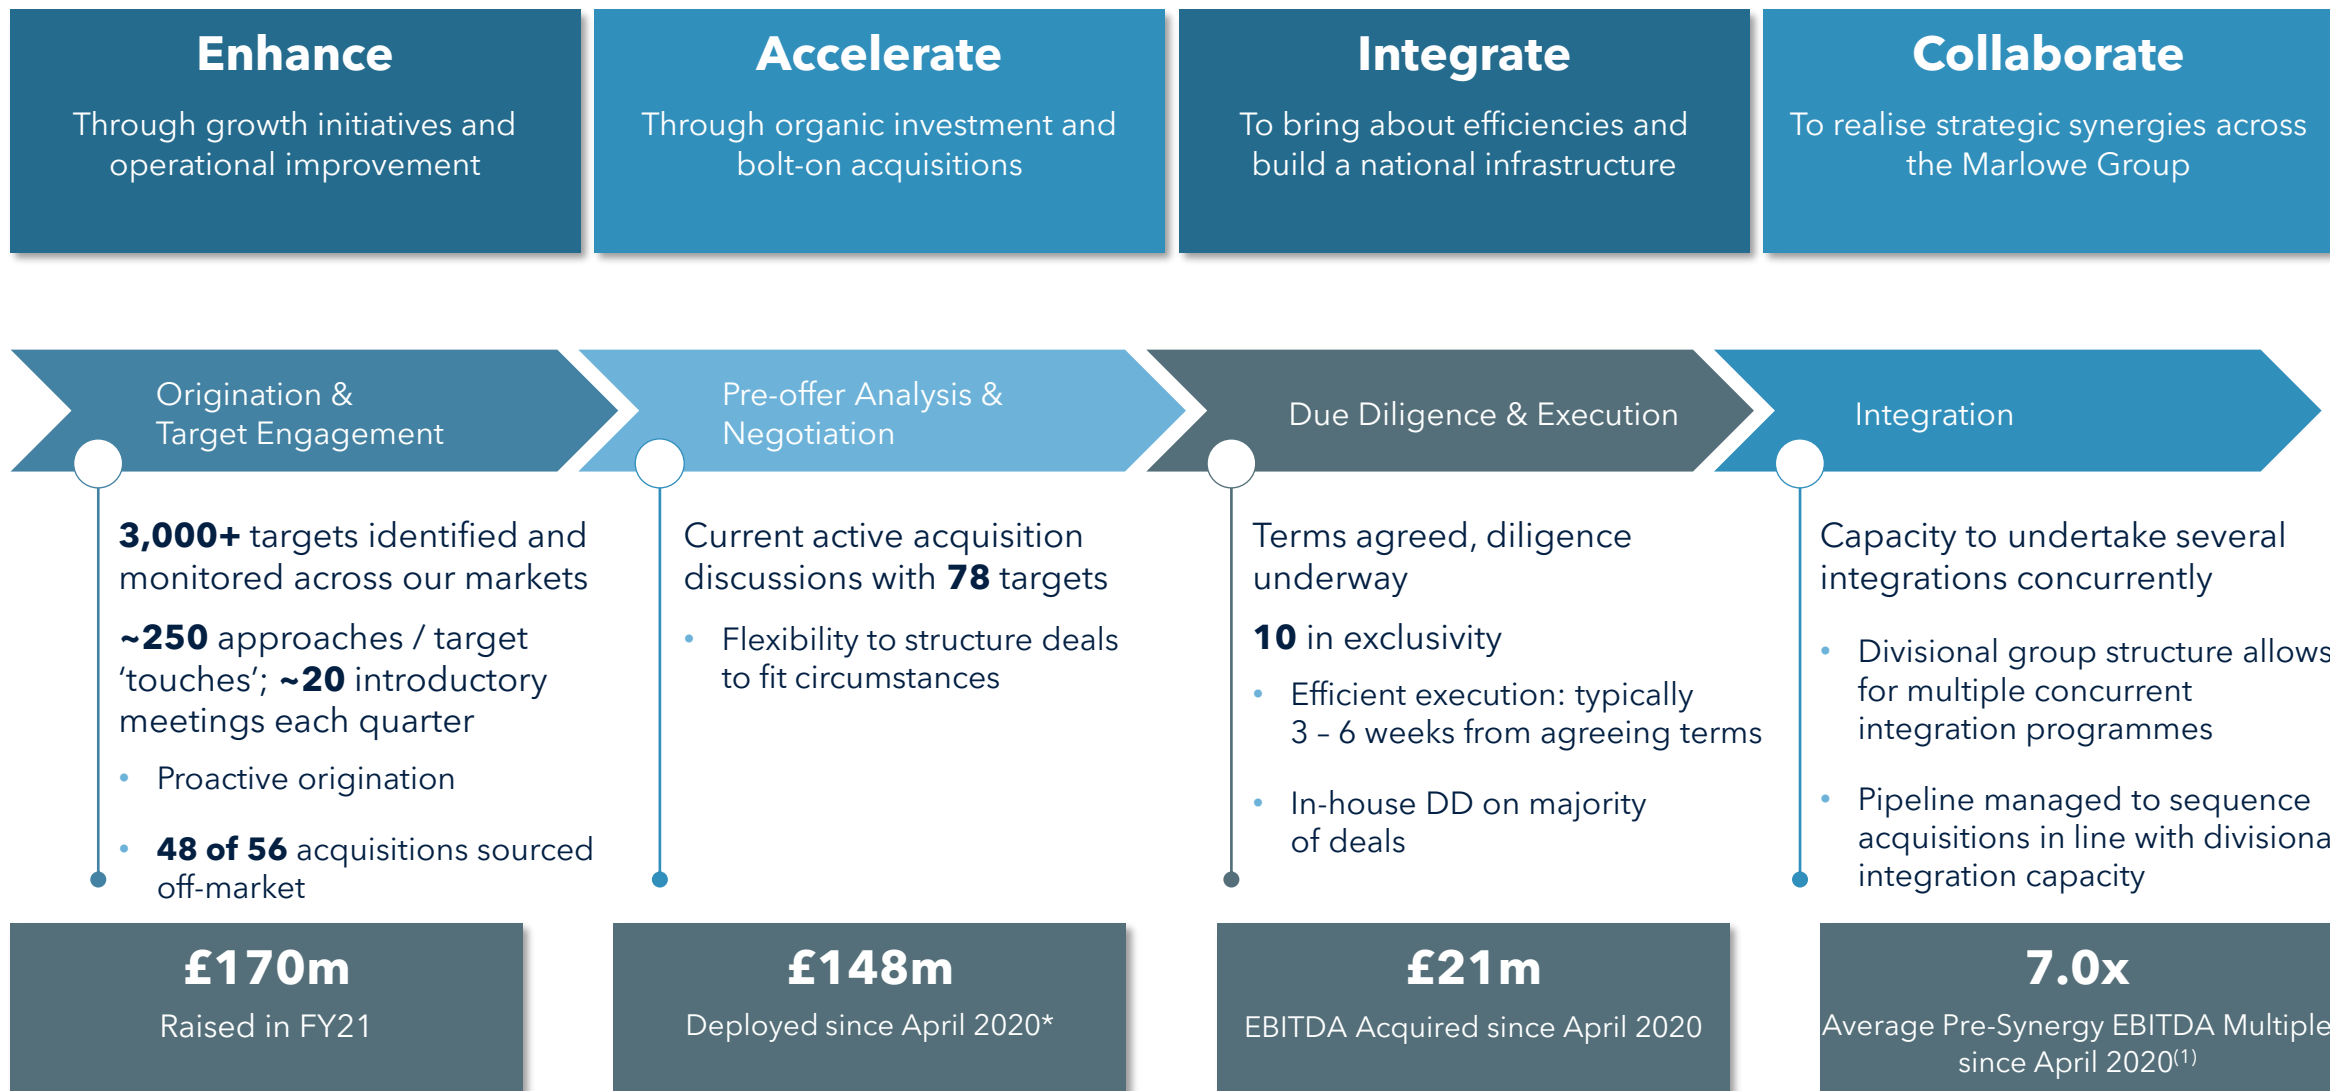 Enhance
Through growth initiatives and
operational improvement
Accelerate
Through organic investment and
bolt-on acquisitions
Integrate
To bring about efficiencies and
build a national infrastructure
Collaborate
To realise strategic synergies across
the Marlowe Group
Origination &
Target Engagement
Pre-offer Analysis &
Negotiation
Due Diligence & Execution
Integration
3,000+ targets identified and
monitored across our markets
~250 approaches / target
‘touches’; ~20 introductory
meetings each quarter
• Proactive origination
• 48 of 56 acquisitions sourced
off-market
Current active acquisition
discussions with 78 targets
• Flexibility to structure deals
to fit circumstances
Terms agreed, diligence
underway
10 in exclusivity
• Efficient execution: typically
3 – 6 weeks from agreeing terms
• In-house DD on majority
of deals
Capacity to undertake several
integrations concurrently
• Divisional group structure allows
for multiple concurrent
integration programmes
• Pipeline managed to sequence
acquisitions in line with divisiona
integration capacity
£170m
Raised in FY21
£148m
Deployed since April 2020*
£21m
EBITDA Acquired since April 2020
7.0x
Average Pre-Synergy EBITDA Multiple
since April 2020(1)